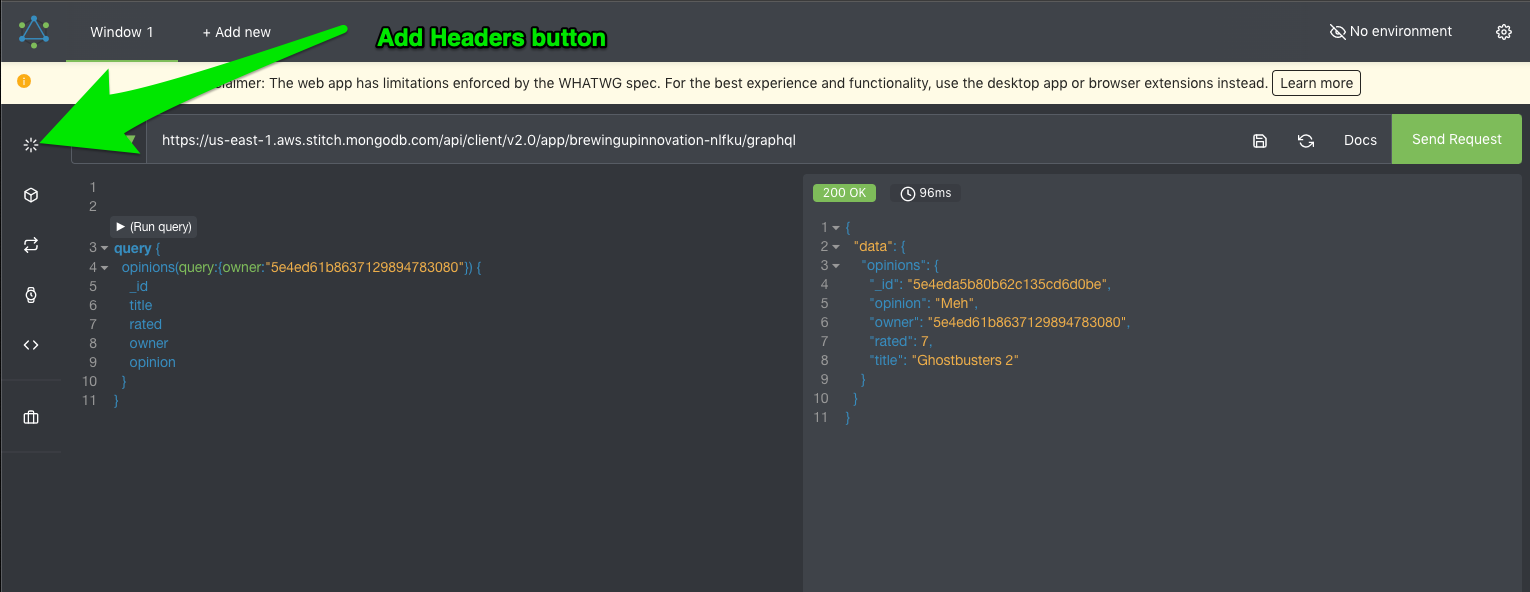 Window 1
+ Add new
Add Headers button
No environment
laimer: The web app has limitations enforced by the WHATWG spec. For the best experience and functionality, use the desktop app or browser extensions instead.
Learn more
https://us-east-1.aws.stitch.mongodb.com/api/client/v2.0/app/brewingupinnovation-nlfku/graphql
Docs
Send Request
1
2
(Run query)
3 query {
4 opinions(query:{owner:"5e4ed61b8637129894783080"}) {
5 _id
6 title
7 rated
8 owner
9 opinion
10 }
11 }
200 OK
96ms
1 {
2 "data": {
3 "opinions": {
4 "_id": "5e4eda5b80b62c135cd6d0be",
5 "opinion": "Meh",
6 "owner": "5e4ed61b8637129894783080",
7 "rated": 7,
8 "title": "Ghostbusters 2"
9 }
10 }
11 }